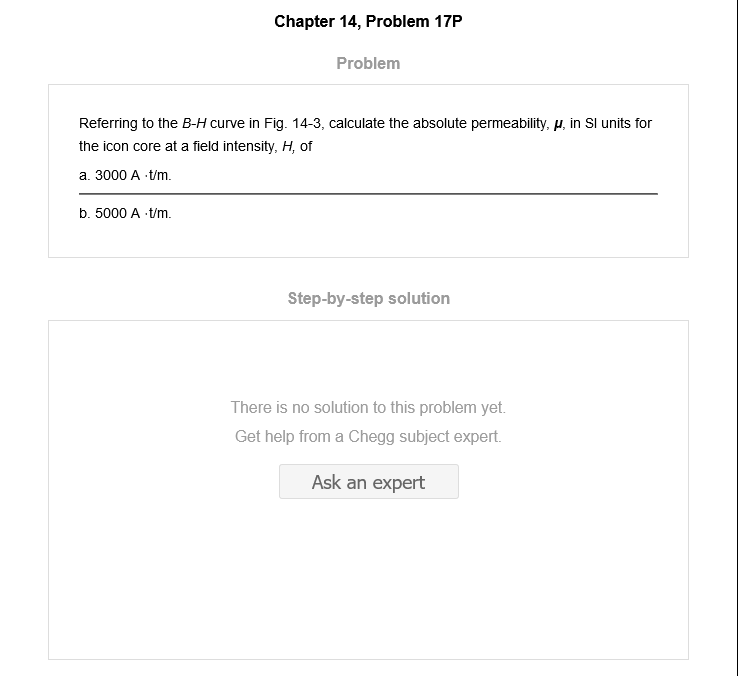 Chapter 14, Problem 17P
Problem
Referring to the B-H curve in Fig. 14-3, calculate the absolute permeability, μ, in SI units for
the icon core at a field intensity, H, of
a. 3000 A ·t/m.
b. 5000 A ·t/m.
Step-by-step solution
There is no solution to this problem yet.
Get help from a Chegg subject expert.
Ask an expert